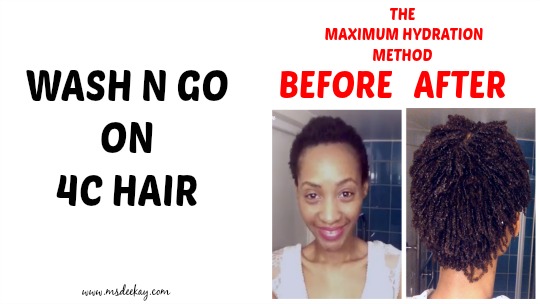 WASH N GO
ON
4C HAIR
www.msdeekay.com
THE
MAXIMUM HYDRATION
METHOD
BEFORE AFTER